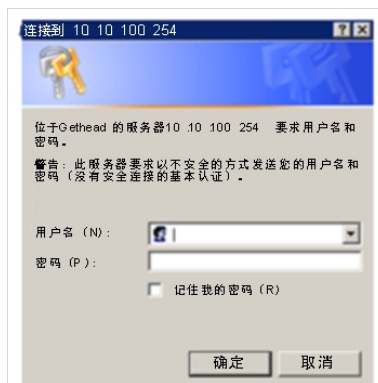 连接到 10 10 100 254
位于Gethead 的服务器10 .10 100 254 要求用户名和
密码。
警告：此服务器要求以不安全的方式发送您的用户名和
密码（没有安全连接的基本认证）。
用户名（N）：
密码（P）：
记住我的密码（R）
确定 取消